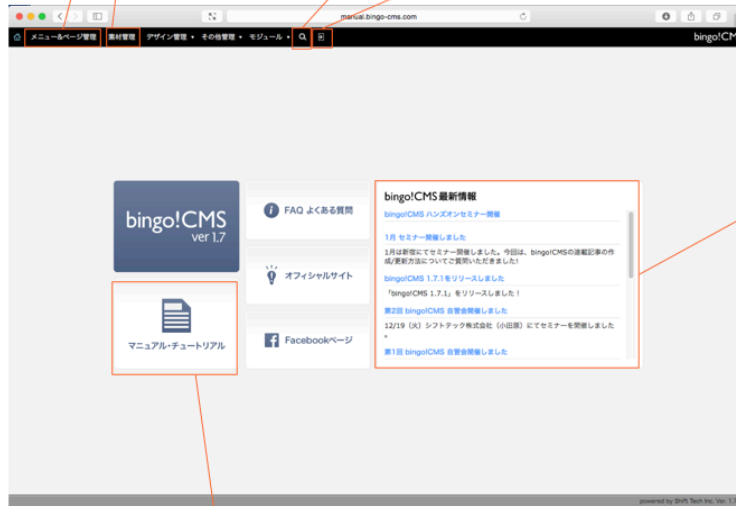 manual.bingo-cms.com
メニュー&ページ管理 素材管理 デザイン管理 その他管理 モジュール bingo!CM
bingo!CMS
ver 1.7
マニュアル・チュートリアル
FAQ よくある質問
オフィシャルサイト
Facebookページ
bingo!CMS 最新情報
bingo!CMS ハンズオンセミナー開催
1月 セミナー開催しました
1月は新宿にてセミナー開催しました。今回は、bingo!CMSの連載記事の作
成/更新方法についてご質問いただきました!
bingo!CMS 1.7.1をリリースしました
「bingo!CMS 1.7.1」をリリースしました！
第2回 bingo!CMS 自習会開催しました
12/19（火）シフトテック株式会社（小田原）にてセミナーを開催しました
。
第1回 bingo!CMS 自習会開催しました
powered by Shift Tech Inc. Ver. 1.7